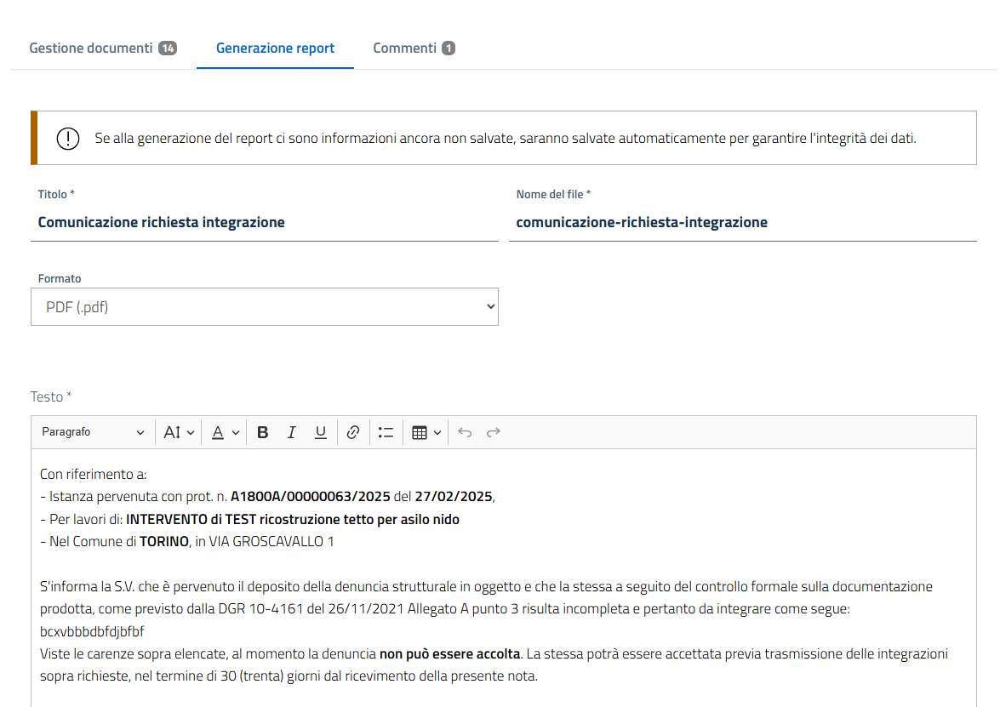 Gestione documenti 14 Generazione report Commenti 1
Se alla generazione del report ci sono informazioni ancora non salvate, saranno salvate automaticamente per garantire l'integrità dei dati.
Titolo * Nome del file *
Comunicazione richiesta integrazione comunicazione-richiesta-integrazione
Formato
PDF (.pdf)
Testo *
Paragrafo
Con riferimento a:
- Istanza pervenuta con prot. n. A1800A/00000063/2025 del 27/02/2025,
- Per lavori di: INTERVENTO di TEST ricostruzione tetto per asilo nido
- Nel Comune di TORINO, in VIA GROSCAVALLO 1
S'informa la S.V. che è pervenuto il deposito della denuncia strutturale in oggetto e che la stessa a seguito del controllo formale sulla documentazione
prodotta, come previsto dalla DGR 10-4161 del 26/11/2021 Allegato A punto 3 risulta incompleta e pertanto da integrare come segue:
bcxvbbbdbfdjbfbf
Viste le carenze sopra elencate, al momento la denuncia non può essere accolta. La stessa potrà essere accettata previa trasmissione delle integrazioni
sopra richieste, nel termine di 30 (trenta) giorni dal ricevimento della presente nota.